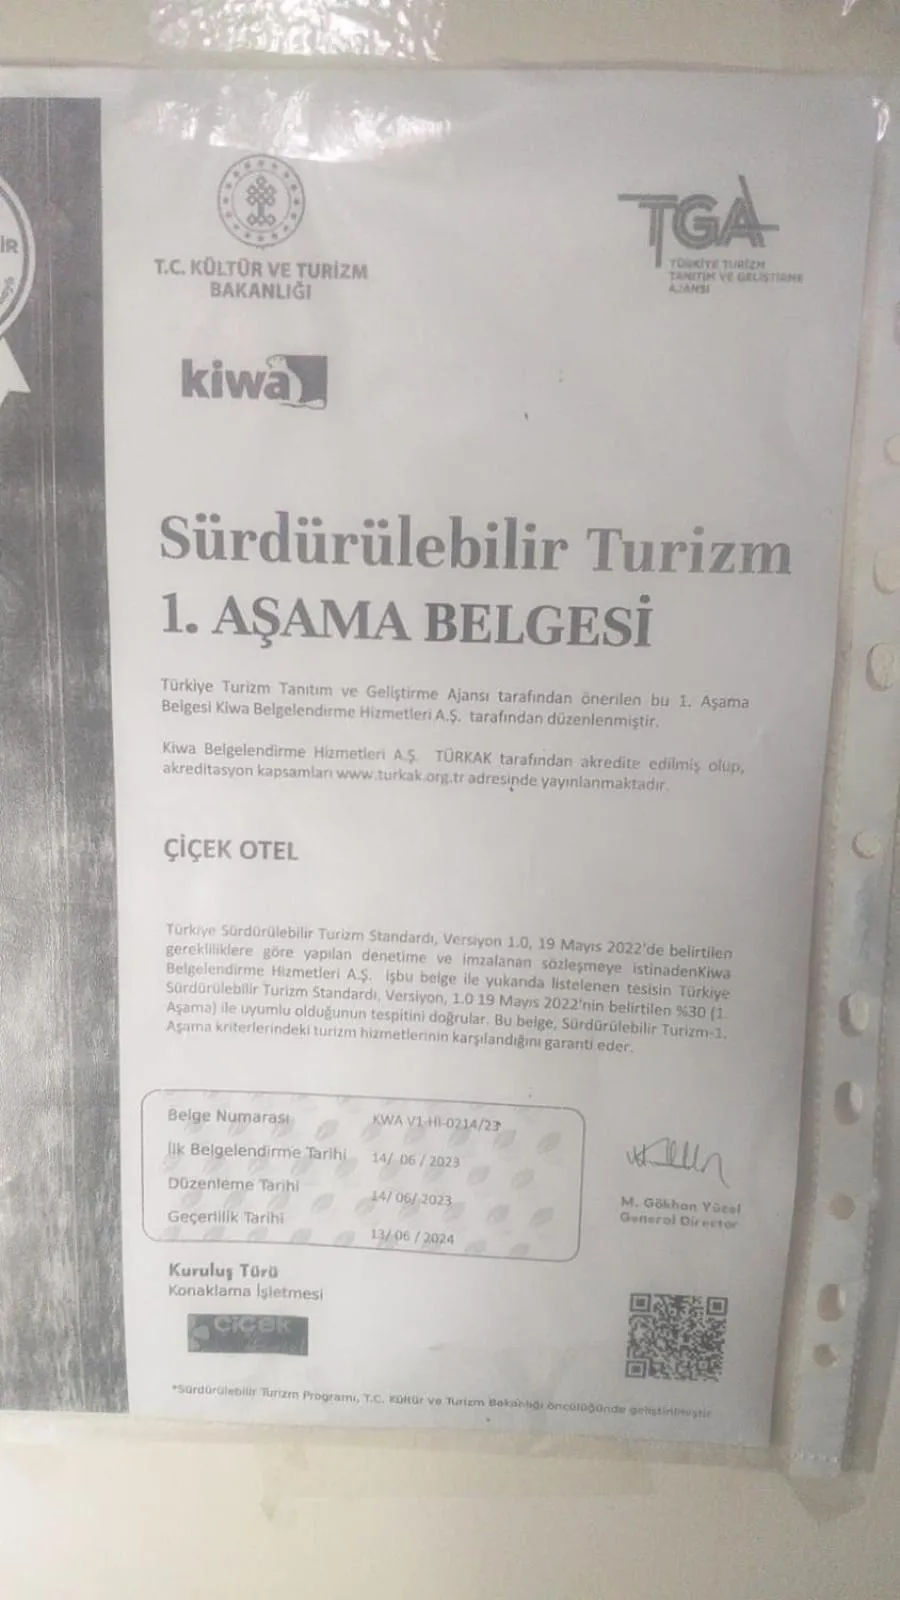 İR
T.C. KÜLTÜR VE TURİZM
BAKANLIĞI
TGA
TÜRKİYE TURİZM
TANITIM VE GELİŞTİRME
AJANSI
kiwa
Sürdürülebilir Turizm
1. AŞAMA BELGESİ
Türkiye Turizm Tanıtım ve Geliştirme Ajansı tarafından önerilen bu 1. Aşama
Belgesi Kiwa Belgelendirme Hizmetleri A.Ş. tarafından düzenlenmiştir.
Kiwa Belgelendirme Hizmetleri A.Ş. TÜRKAK tarafından akredite edilmiş olup,
akreditasyon kapsamları www.turkak.org.tr adresinde yayınlanmaktadır.
ÇİÇEK OTEL
Türkiye Sürdürülebilir Turizm Standardı, Versiyon 1.0, 19 Mayıs 2022'de belirtilen
gerekliliklere göre yapılan denetime ve imzalanan sözleşmeye istinadenKiwa
Belgelendirme Hizmetleri A.Ş. işbu belge ile yukarıda listelenen tesisin Türkiye
Sürdürülebilir Turizm Standardı, Versiyon, 1.0 19 Mayıs 2022'nin belirtilen %30 (1.
Aşama) ile uyumlu olduğunun tespitini doğrular. Bu belge, Sürdürülebilir Turizm-1.
Aşama kriterlerindeki turizm hizmetlerinin karşılandığını garanti eder.
Belge Numarası KWA V1-HI-0214/23
İlk Belgelendirme Tarihi 14/ 06 / 2023
Düzenleme Tarihi 14/ 06/ 2023
Geçerlilik Tarihi 13/ 06 / 2024
M. Gökhan Yücel
General Director
Kuruluş Türü
Konaklama İşletmesi
ÇİÇEK
*Sürdürülebilir Turizm Programı, T.C. Kültür ve Turizm Bakanlığı öncülüğünde geliştirilmiştir